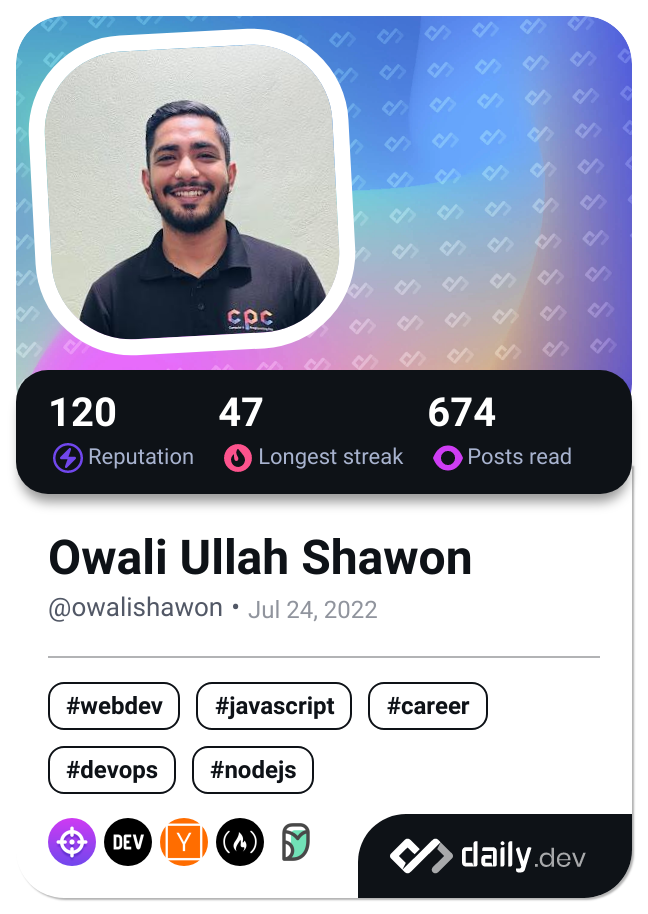 cpc
120 47 674
Reputation Longest streak Posts read
Owali Ullah Shawon
@owalishawon • Jul 24, 2022
#webdev #javascript #career
#devops #nodejs
DEV Y
daily.dev